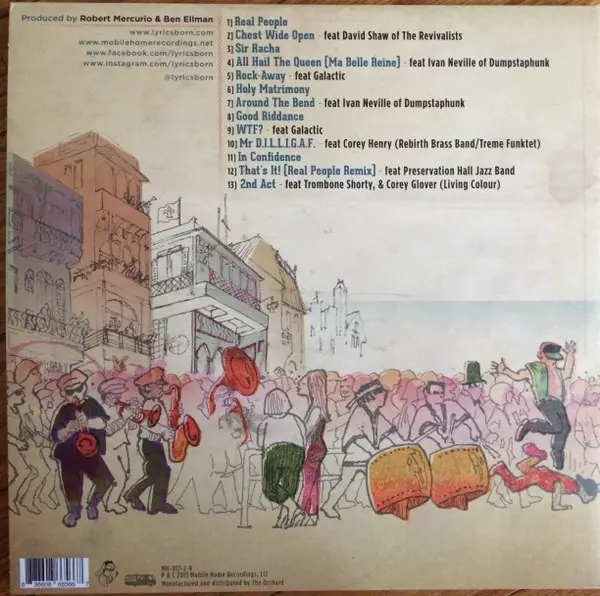 Produced by Robert Mercurio & Ben Ellman
www.lyricsborn.com
www.mobilehomerecordings.net
www.facebook.com/lyricsborn
www.instagram.com/lyricsborn
@lyricsborn
1) Real People
2) Chest Wide Open - feat David Shaw of The Revivalists
3) Sir Racha
4) All Hail The Queen [Ma Belle Reine] - feat Ivan Neville of Dumpstaphunk
5) Rock-Away - feat Galactic
6) Holy Matrimony
7) Around The Bend - feat Ivan Neville of Dumpstaphunk
8) Good Riddance
9) WTF? - feat Galactic
10) Mr D.I.L.L.I.G.A.F. - feat Corey Henry (Rebirth Brass Band/Treme Funktet)
11) In Confidence
12) That's It! [Real People Remix] - feat Preservation Hall Jazz Band
13) 2nd Act - feat Trombone Shorty, & Corey Glover (Living Colour)
P & C 2015 Mobile Home Recordings, LLC
Manufactured and distributed by The Orchard